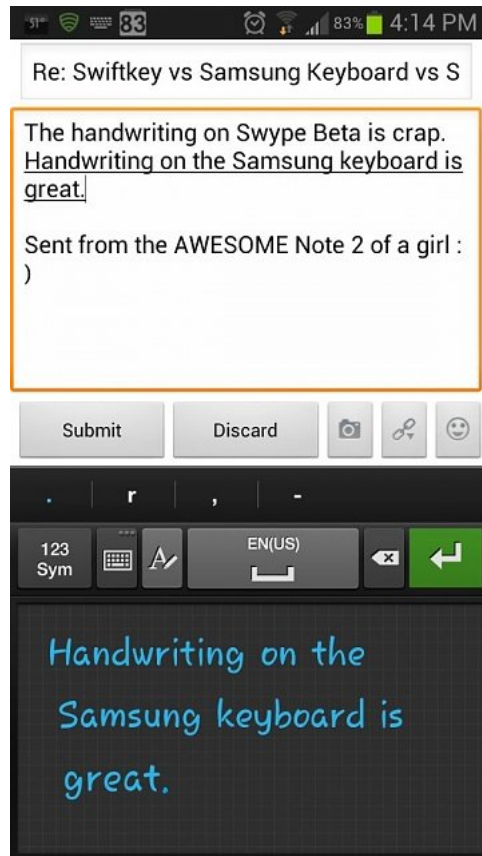 51°
83
83%
4:14 PM
Re: Swiftkey vs Samsung Keyboard vs S
The handwriting on Swype Beta is crap.
Handwriting on the Samsung keyboard is
great.
Sent from the AWESOME Note 2 of a girl :
)
Submit
Discard
. r , -
123
Sym
EN(US)
Handwriting on the
Samsung keyboard is
great.